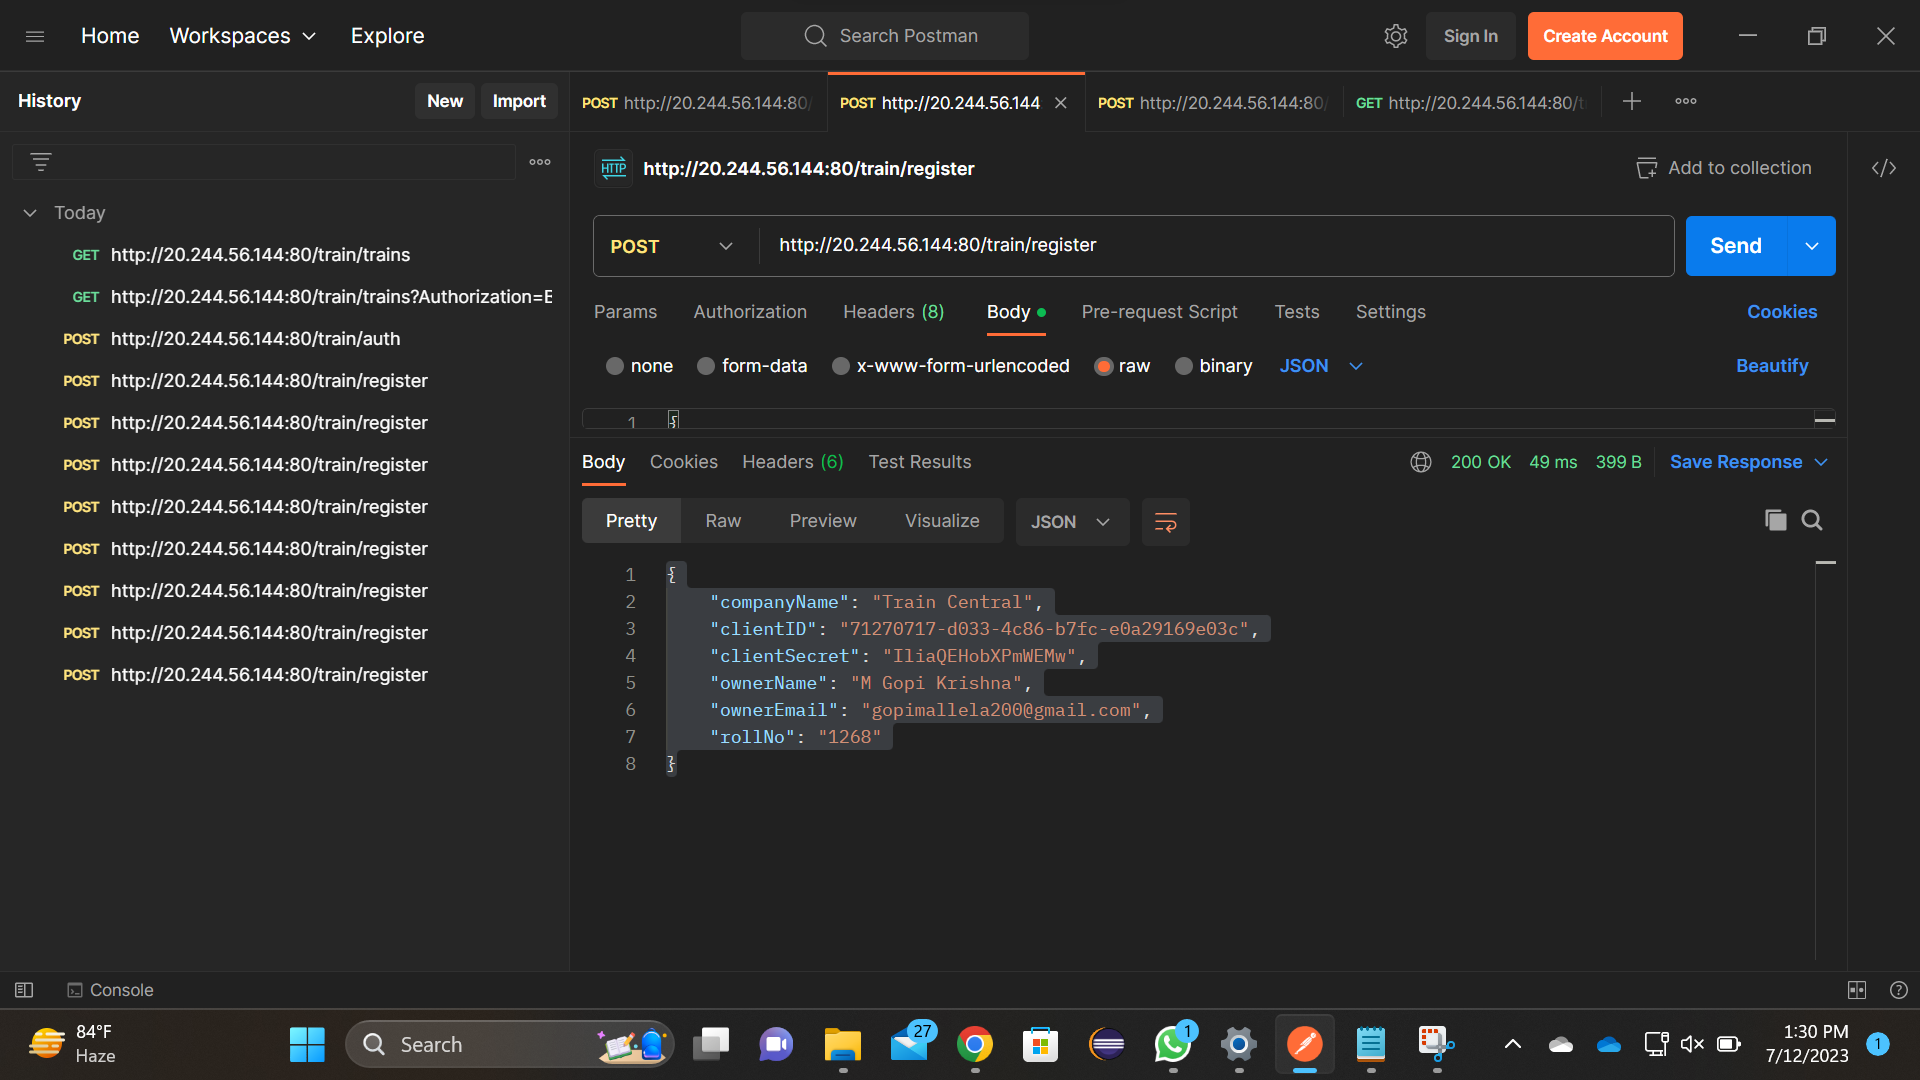 Home Workspaces Explore Search Postman Sign In Create Account
History New Import POST http://20.244.56.144:80/ POST http://20.244.56.144 POST http://20.244.56.144:80/ GET http://20.244.56.144:80/t
HTTP http://20.244.56.144:80/train/register Add to collection </>
Today
GET http://20.244.56.144:80/train/trains
GET http://20.244.56.144:80/train/trains?Authorization=B
POST http://20.244.56.144:80/train/auth
POST http://20.244.56.144:80/train/register
POST http://20.244.56.144:80/train/register
POST http://20.244.56.144:80/train/register
POST http://20.244.56.144:80/train/register
POST http://20.244.56.144:80/train/register
POST http://20.244.56.144:80/train/register
POST http://20.244.56.144:80/train/register
POST http://20.244.56.144:80/train/register
POST http://20.244.56.144:80/train/register Send
Params Authorization Headers (8) Body Pre-request Script Tests Settings Cookies
none form-data x-www-form-urlencoded raw binary JSON Beautify
1 {
Body Cookies Headers (6) Test Results 200 OK 49 ms 399 B Save Response
Pretty Raw Preview Visualize JSON
1 {
2 "companyName": "Train Central",
3 "clientID": "71270717-d033-4c86-b7fc-e0a29169e03c",
4 "clientSecret": "IliaQEHobXPmWEMw",
5 "ownerName": "M Gopi Krishna",
6 "ownerEmail": "gopimallela200@gmail.com",
7 "rollNo": "1268"
8 }
Console
84°F
Haze
Search
27
1
1:30 PM
7/12/2023
1